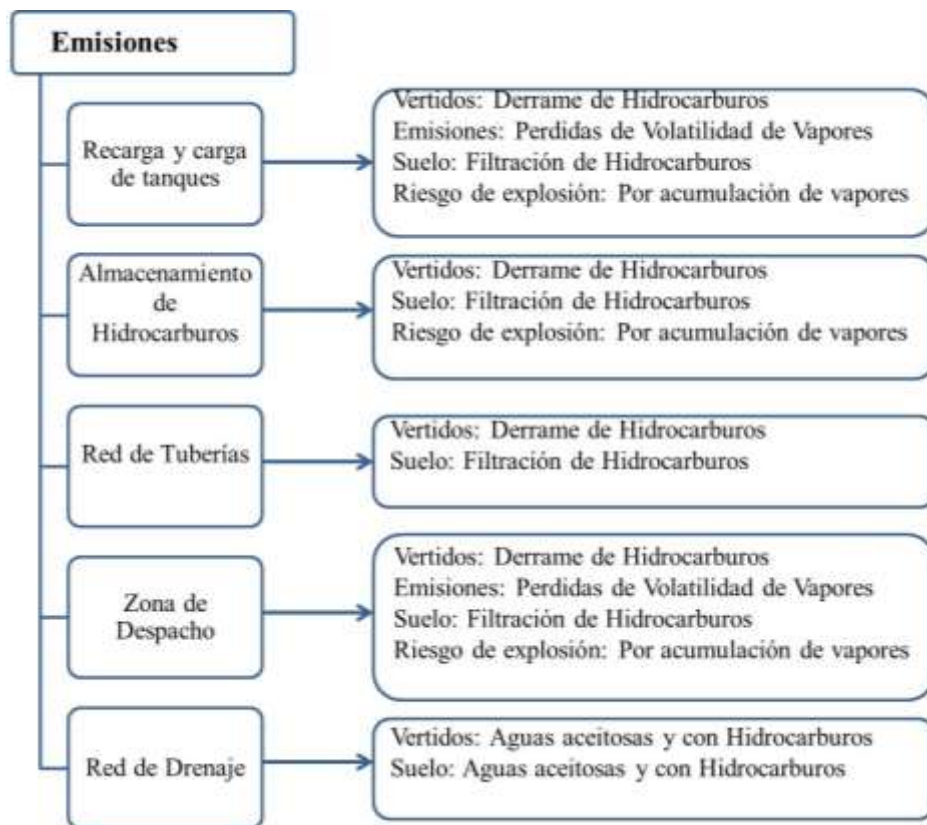 Emisiones
Recarga y carga
de tanques
Vertidos: Derrame de Hidrocarburos
Emisiones: Perdidas de Volatilidad de Vapores
Suelo: Filtración de Hidrocarburos
Riesgo de explosión: Por acumulación de vapores
Almacenamiento
de
Hidrocarburos
Vertidos: Derrame de Hidrocarburos
Suelo: Filtración de Hidrocarburos
Riesgo de explosión: Por acumulación de vapores
Red de Tuberías
Vertidos: Derrame de Hidrocarburos
Suelo: Filtración de Hidrocarburos
Zona de
Despacho
Vertidos: Derrame de Hidrocarburos
Emisiones: Perdidas de Volatilidad de Vapores
Suelo: Filtración de Hidrocarburos
Riesgo de explosión: Por acumulación de vapores
Red de Drenaje
Vertidos: Aguas aceitosas y con Hidrocarburos
Suelo: Aguas aceitosas y con Hidrocarburos